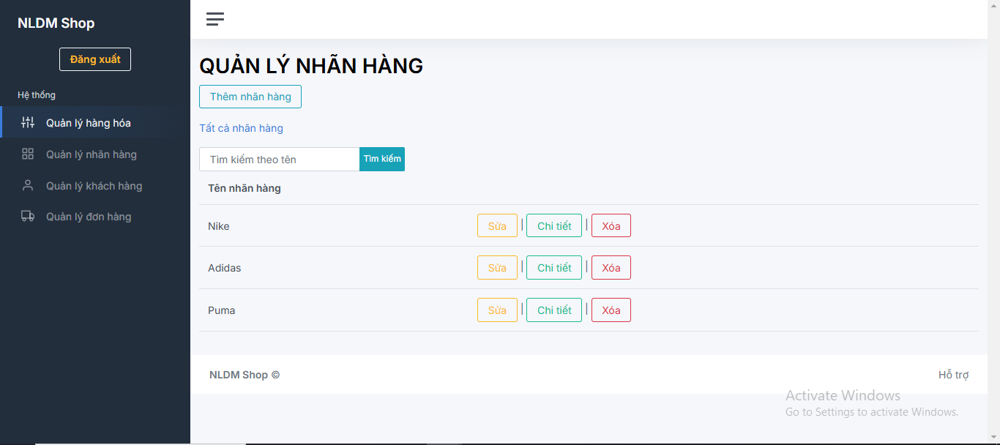 NLDM Shop
Đăng xuất
Hệ thống
Quản lý hàng hóa
Quản lý nhãn hàng
Quản lý khách hàng
Quản lý đơn hàng
QUẢN LÝ NHÃN HÀNG
Thêm nhãn hàng
Tất cả nhãn hàng
Tìm kiếm theo tên Tìm kiếm
Tên nhãn hàng
Nike Sửa | Chi tiết | Xóa
Adidas Sửa | Chi tiết | Xóa
Puma Sửa | Chi tiết | Xóa
NLDM Shop © Hỗ trợ
Activate Windows
Go to Settings to activate Windows.